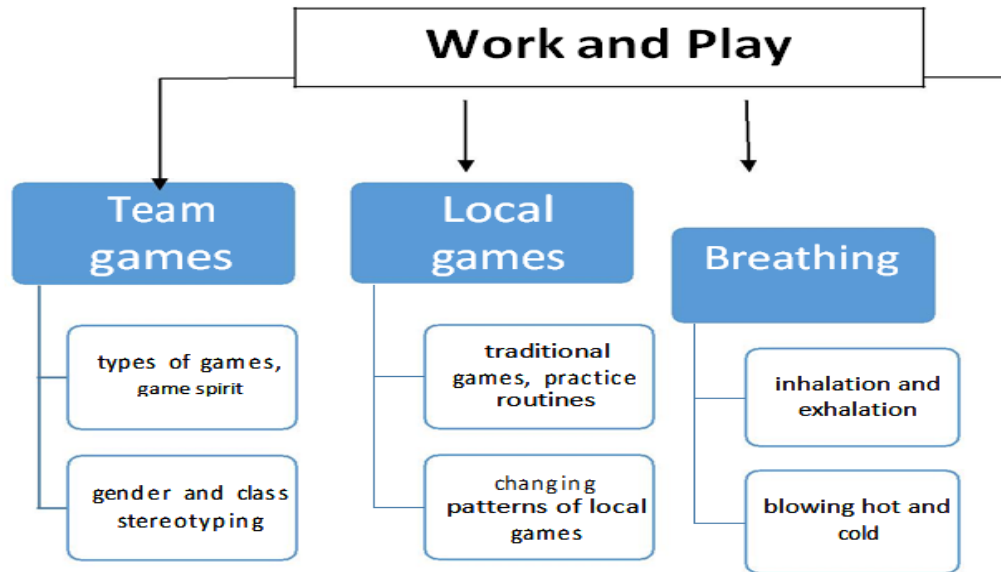 Work and Play
Team
games
types of games,
game spirit
gender and class
stereotyping
Local
games
traditional
games, practice
routines
changing
patterns of local
games
Breathing
inhalation and
exhalation
blowing hot and
cold